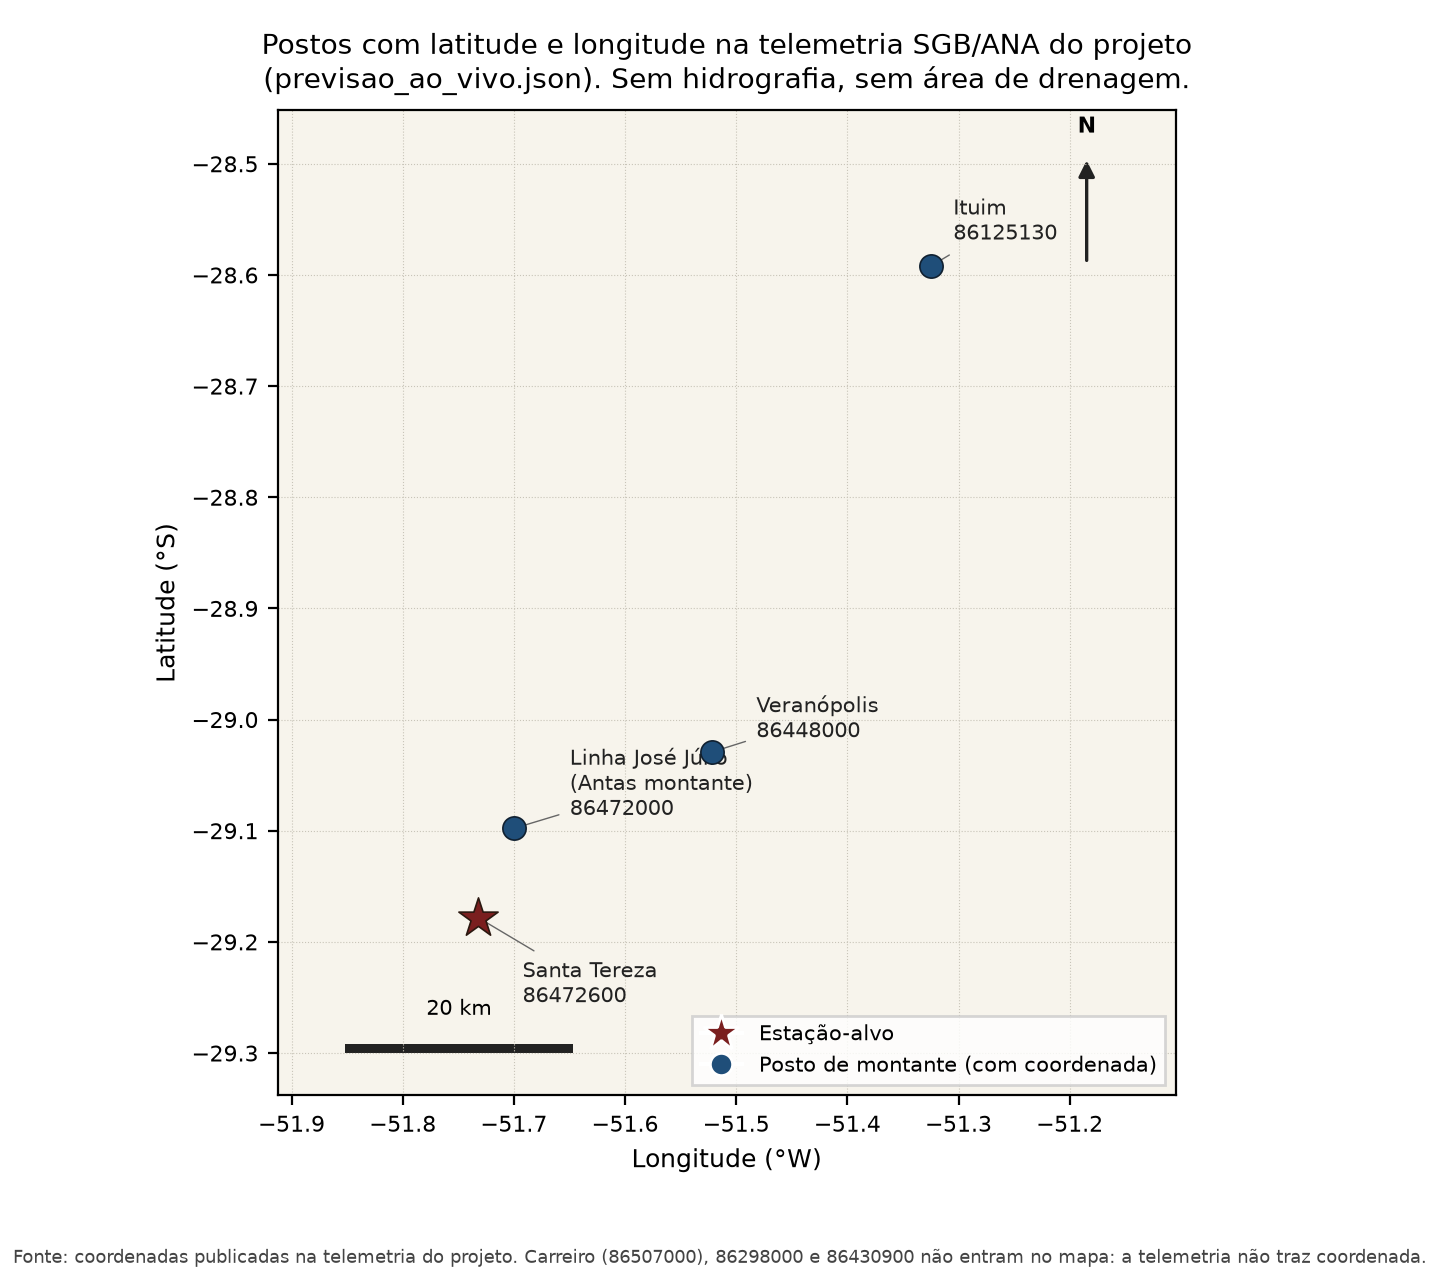 Postos com latitude e longitude na telemetria SGB/ANA do projeto
(previsao_ao_vivo.json). Sem hidrografia, sem área de drenagem.
N
−28.5
−28.6
−28.7
−28.8
−28.9
−29.0
−29.1
−29.2
−29.3
Latitude (°S)
Ituim
86125130
Veranópolis
86448000
Linha José
(Antas montante)
86472000
Santa Tereza
86472600
20 km
Estação-alvo
Posto de montante (com coordenada)
−51.9
−51.8
−51.7
−51.6
−51.5
−51.4
−51.3
−51.2
Longitude (°W)
Fonte: coordenadas publicadas na telemetria do projeto. Carreiro (86507000), 86298000 e 86430900 não entram no mapa: a telemetria não traz coordenada.